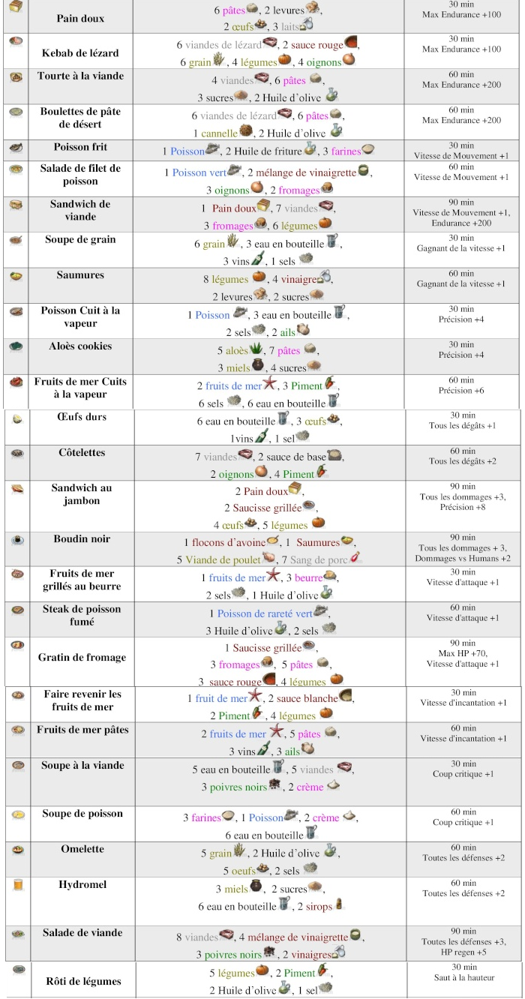 Pain doux
6 pâtes, 2 levures,
2 œufs, 3 laits
30 min
Max Endurance +100
Kebab de lézard
6 viandes de lézard, 2 sauce rouge,
6 grain, 4 légumes, 4 oignons
30 min
Max Endurance +100
Tourte à la viande
4 viandes, 6 pâtes,
3 sucres, 2 Huile d'olive
60 min
Max Endurance +200
Boulettes de pâte
de désert
6 viandes de lézard, 6 pâtes,
1 cannelle, 2 Huile d'olive
60 min
Max Endurance +200
Poisson frit
1 Poisson, 2 Huile de friture, 3 farines
30 min
Vitesse de Mouvement +1
Salade de filet de
poisson
1 Poisson vert, 2 mélange de vinaigrette,
3 oignons, 2 fromages
60 min
Vitesse de Mouvement +1
Sandwich de
viande
1 Pain doux, 7 viandes,
3 fromages, 6 légumes
90 min
Vitesse de Mouvement +1,
Endurance +200
Soupe de grain
6 grain, 3 eau en bouteille,
3 vins, 1 sels
30 min
Gagnant de la vitesse +1
Saumures
8 légumes, 4 vinaigre,
2 levures, 2 sucres
60 min
Gagnant de la vitesse +1
Poisson Cuit à la
vapeur
1 Poisson, 3 eau en bouteille,
2 sels, 2 ails
30 min
Précision +4
Aloès cookies
5 aloès, 7 pâtes,
3 miels, 4 sucres
30 min
Précision +4
Fruits de mer Cuits
à la vapeur
2 fruits de mer, 3 Piment,
6 sels, 6 eau en bouteille
60 min
Précision +6
Œufs durs
6 eau en bouteille, 3 œufs,
1vins, 1 sel
30 min
Tous les dégâts +1
Côtelettes
7 viandes, 2 sauce de base,
2 oignons, 4 Piment
60 min
Tous les dégâts +2
Sandwich au
jambon
2 Pain doux,
2 Saucisse grillée,
4 œufs, 5 légumes
90 min
Tous les dommages +3,
Précision +8
Boudin noir
1 flocons d'avoine, 1 Saumures,
5 Viande de poulet, 7 Sang de porc
90 min
Tous les dommages + 3,
Dommages vs Humans +2
Fruits de mer
grillés au beurre
1 fruits de mer, 3 beurre,
2 sels, 1 Huile d'olive
30 min
Vitesse d'attaque +1
Steak de poisson
fumé
1 Poisson de rareté vert,
3 Huile d'olive, 2 sels
60 min
Vitesse d'attaque +1
Gratin de fromage
1 Saucisse grillée,
3 fromages, 5 pâtes,
3 sauce rouge, 4 légumes
90 min
Max HP +70,
Vitesse d'attaque +1
Faire revenir les
fruits de mer
1 fruit de mer, 2 sauce blanche,
2 Piment, 4 légumes
30 min
Vitesse d'incantation +1
Fruits de mer pâtes
2 fruits de mer, 5 pâtes,
3 vins, 3 ails
60 min
Vitesse d'incantation +1
Soupe à la viande
5 eau en bouteille, 5 viandes,
3 poivres noirs, 2 crème
30 min
Coup critique +1
Soupe de poisson
3 farines, 1 Poisson, 2 crème,
6 eau en bouteille
60 min
Coup critique +1
Omelette
5 grain, 2 Huile d'olive,
5 oeufs, 2 sels
60 min
Toutes les défenses +2
Hydromel
3 miels, 2 sucres,
6 eau en bouteille, 2 sirops
60 min
Toutes les défenses +2
Salade de viande
8 viandes, 4 mélange de vinaigrette,
3 poivres noirs, 2 vinaigres
90 min
Toutes les défenses +3,
HP regen +5
Rôti de légumes
5 légumes, 2 Piment,
2 Huile d'olive, 1 sel
30 min
Saut à la hauteur